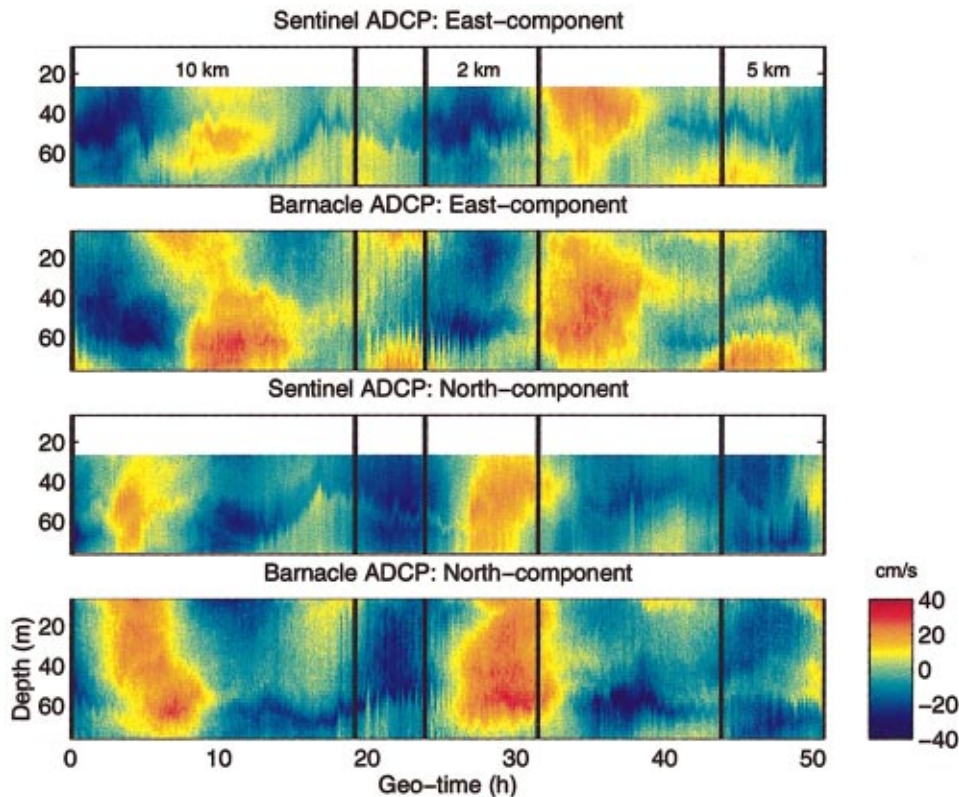 Sentinel ADCP: East-component
10 km 2 km 5 km
20
40
60
Barnacle ADCP: East-component
20
40
60
Sentinel ADCP: North-component
20
40
60
Barnacle ADCP: North-component
20
40
60
Depth (m)
0 10 20 30 40 50
Geo-time (h)
cm/s
40
20
0
-20
-40